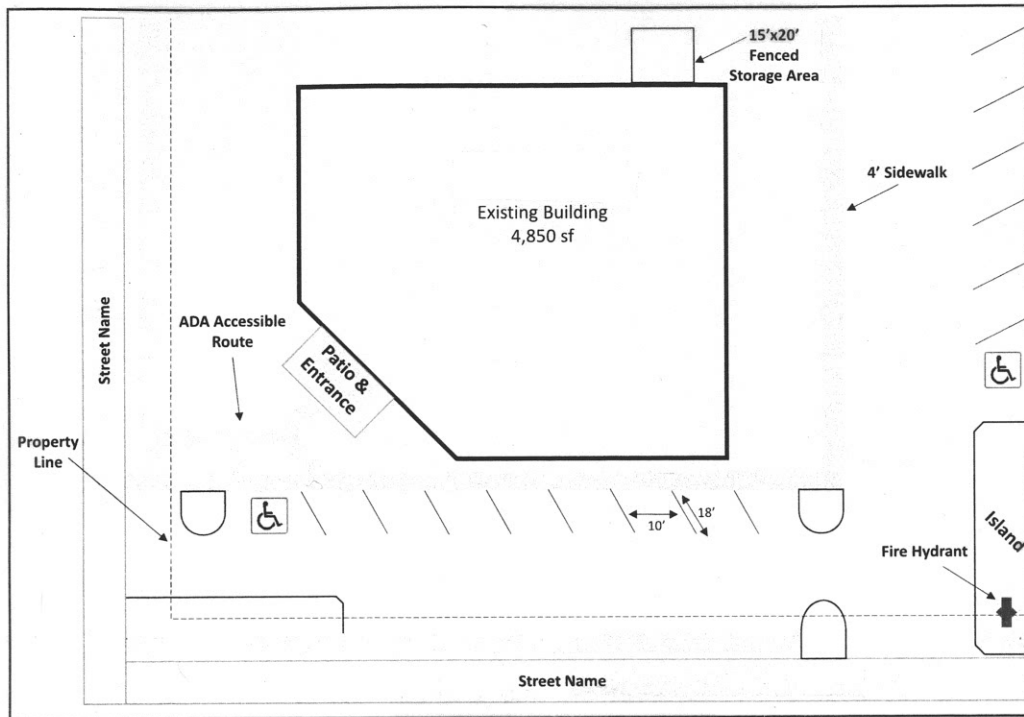 15'x20'
Fenced
Storage Area
4' Sidewalk
Existing Building
4,850 sf
Street Name
ADA Accessible
Route
Patio &
Entrance
Property
Line
18'
10'
Island
Fire Hydrant
Street Name